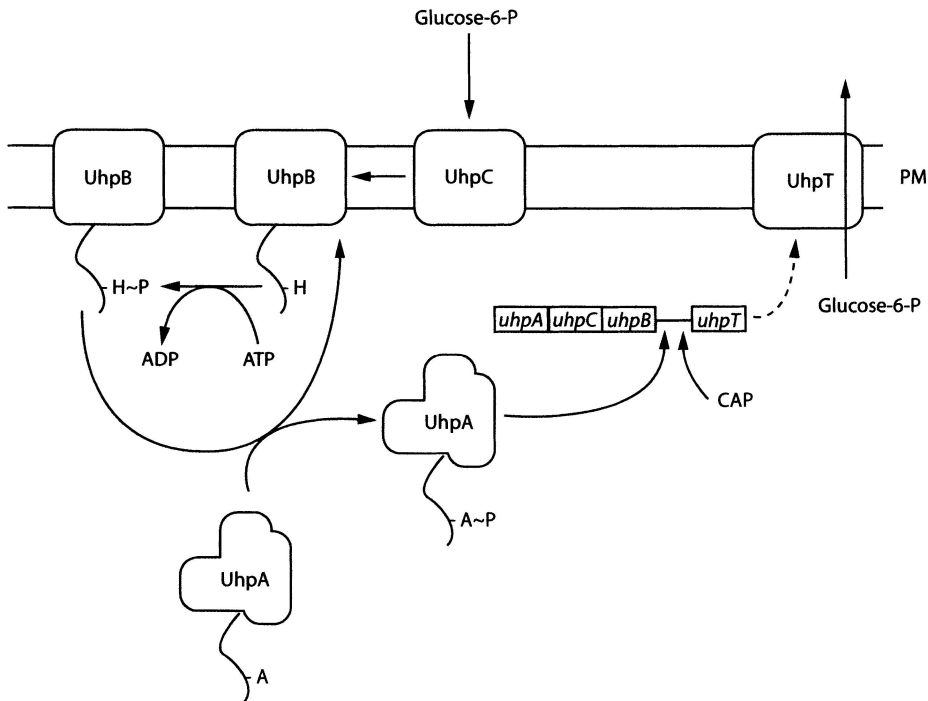 Glucose-6-P
UhpB
UhpB
UhpC
UhpT
PM
H~P
H
ADP
ATP
Glucose-6-P
uhpA uhpC uhpB uhpT
CAP
UhpA
A~P
UhpA
A